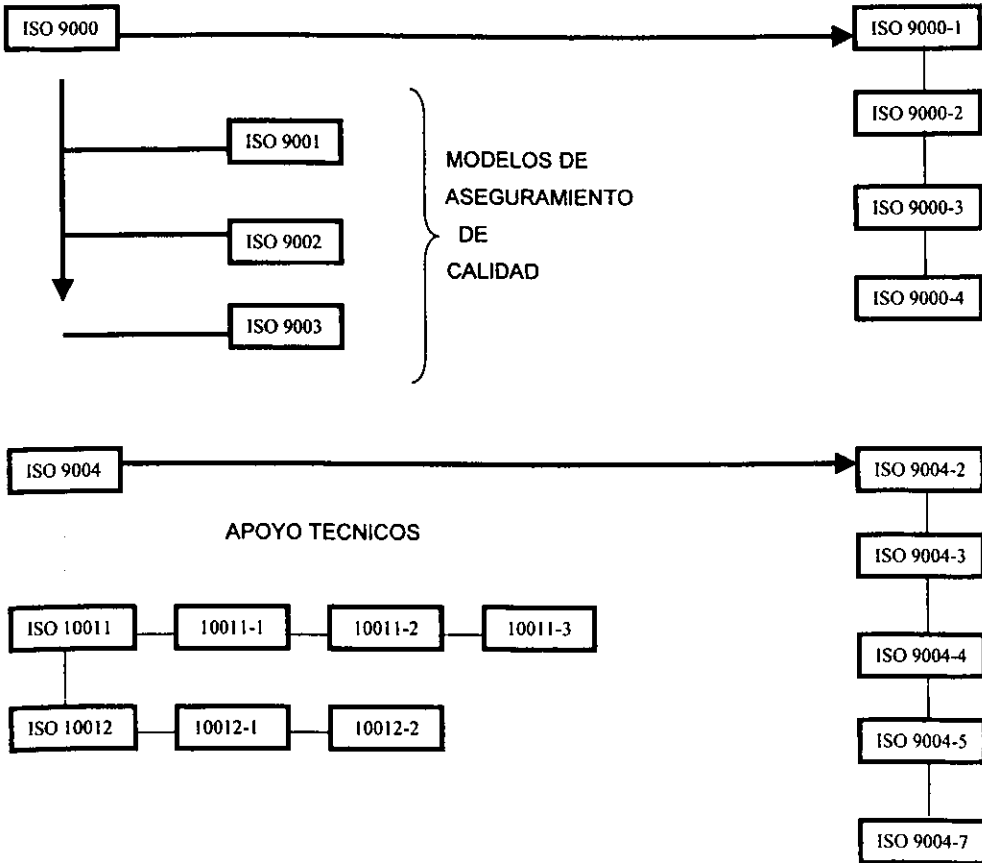 ISO 9000
ISO 9000-1
ISO 9000-2
ISO 9001
MODELOS DE
ASEGURAMIENTO
DE
CALIDAD
ISO 9002
ISO 9000-3
ISO 9003
ISO 9000-4
ISO 9004
ISO 9004-2
APOYO TECNICOS
ISO 9004-3
ISO 10011
10011-1
10011-2
10011-3
ISO 9004-4
ISO 10012
10012-1
10012-2
ISO 9004-5
ISO 9004-7